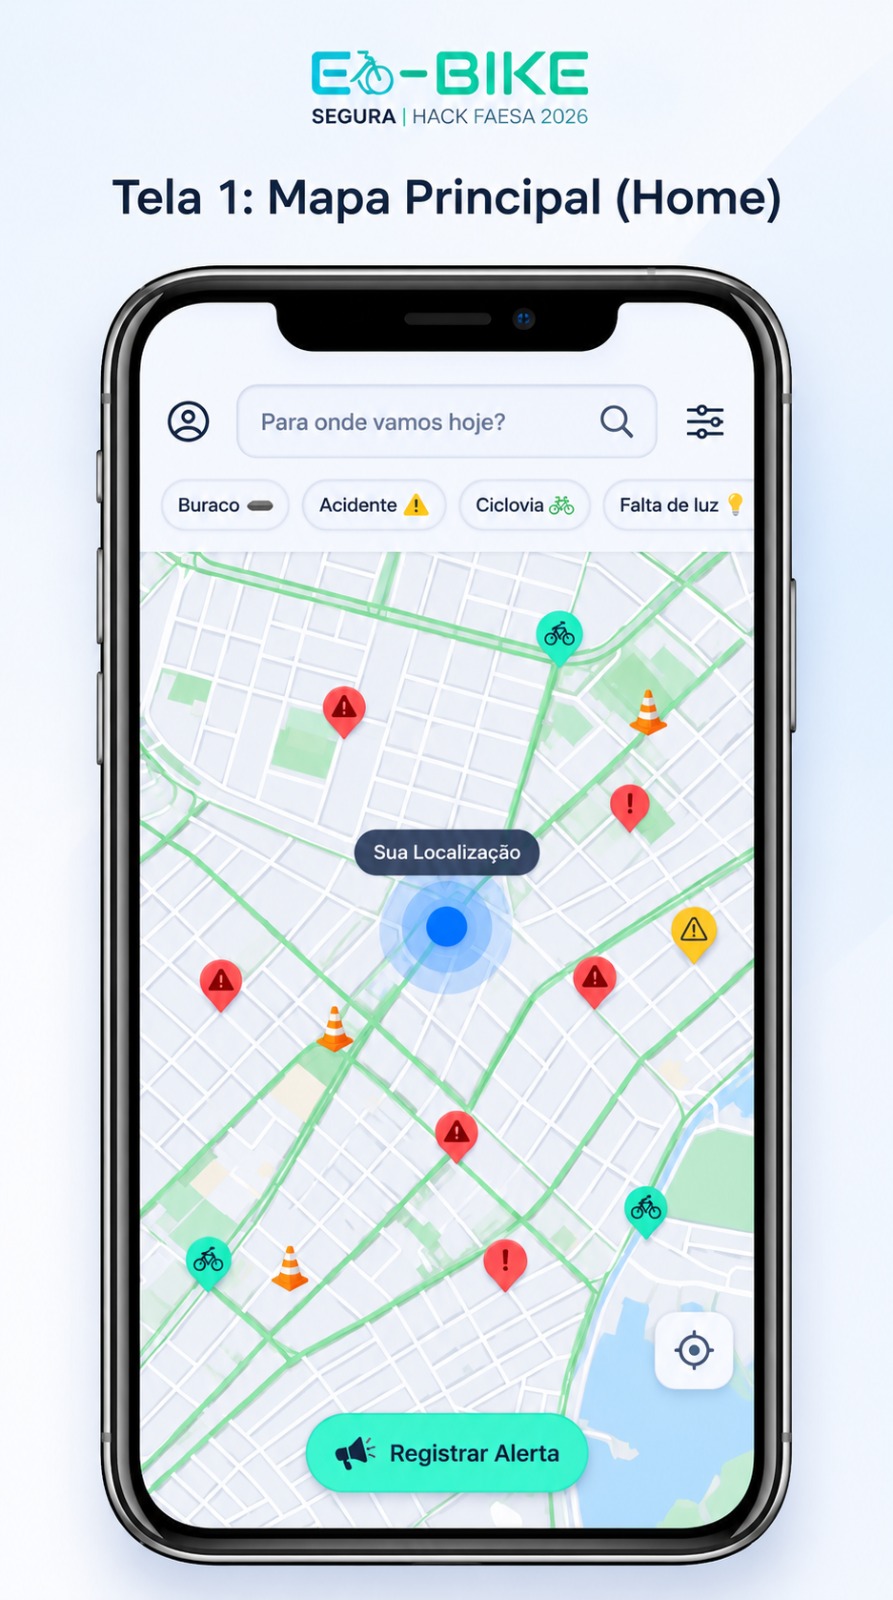 EO-BIKE
SEGURA | HACK FAESA 2026
Tela 1: Mapa Principal (Home)
Para onde vamos hoje?
Buraco
Acidente
Ciclovia
Falta de luz
Sua Localização
Registrar Alerta